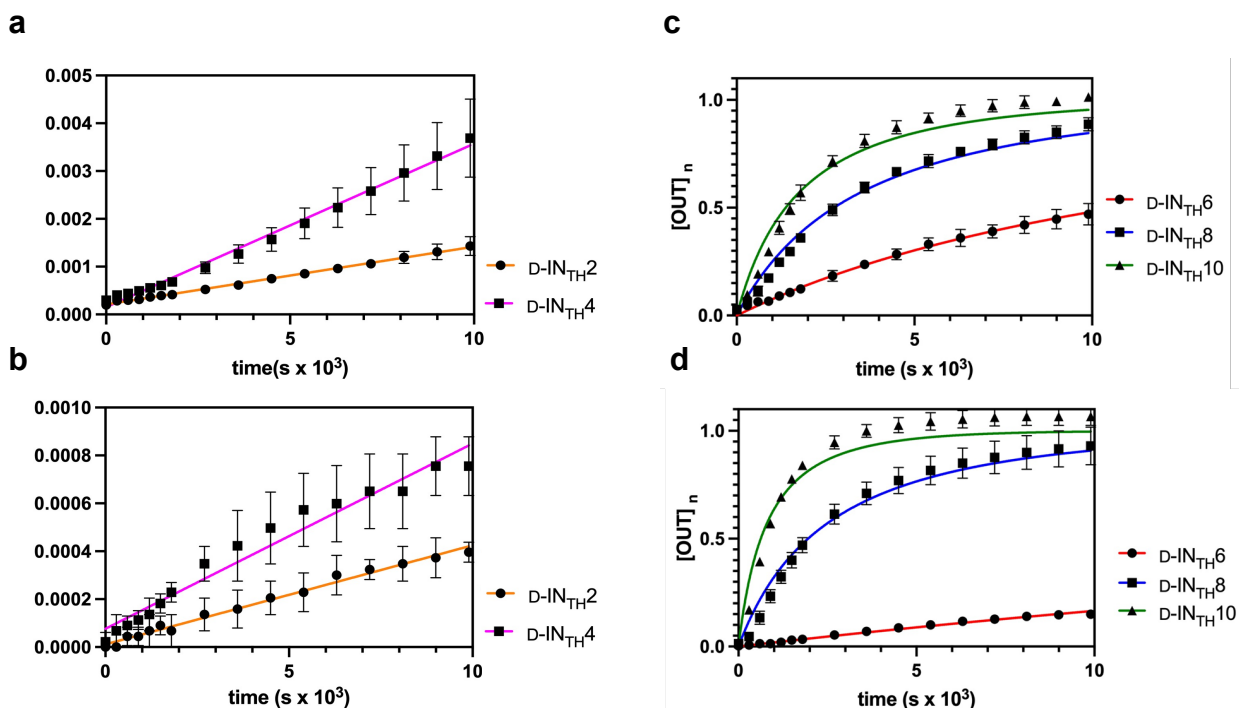 a
0.005
0.004
0.003
0.002
0.001
0.000
0
5
10
time(s x 10³)
D-IN_TH2
D-IN_TH4
b
0.0010
0.0008
0.0006
0.0004
0.0002
0.0000
0
5
10
time (s x 10³)
D-IN_TH2
D-IN_TH4
c
[OUT]ₙ
1.0
0.5
0.0
0
5
10
time (s x 10³)
D-IN_TH6
D-IN_TH8
D-IN_TH10
d
[OUT]ₙ
1.0
0.5
0.0
0
5
10
time (s x 10³)
D-IN_TH6
D-IN_TH8
D-IN_TH10